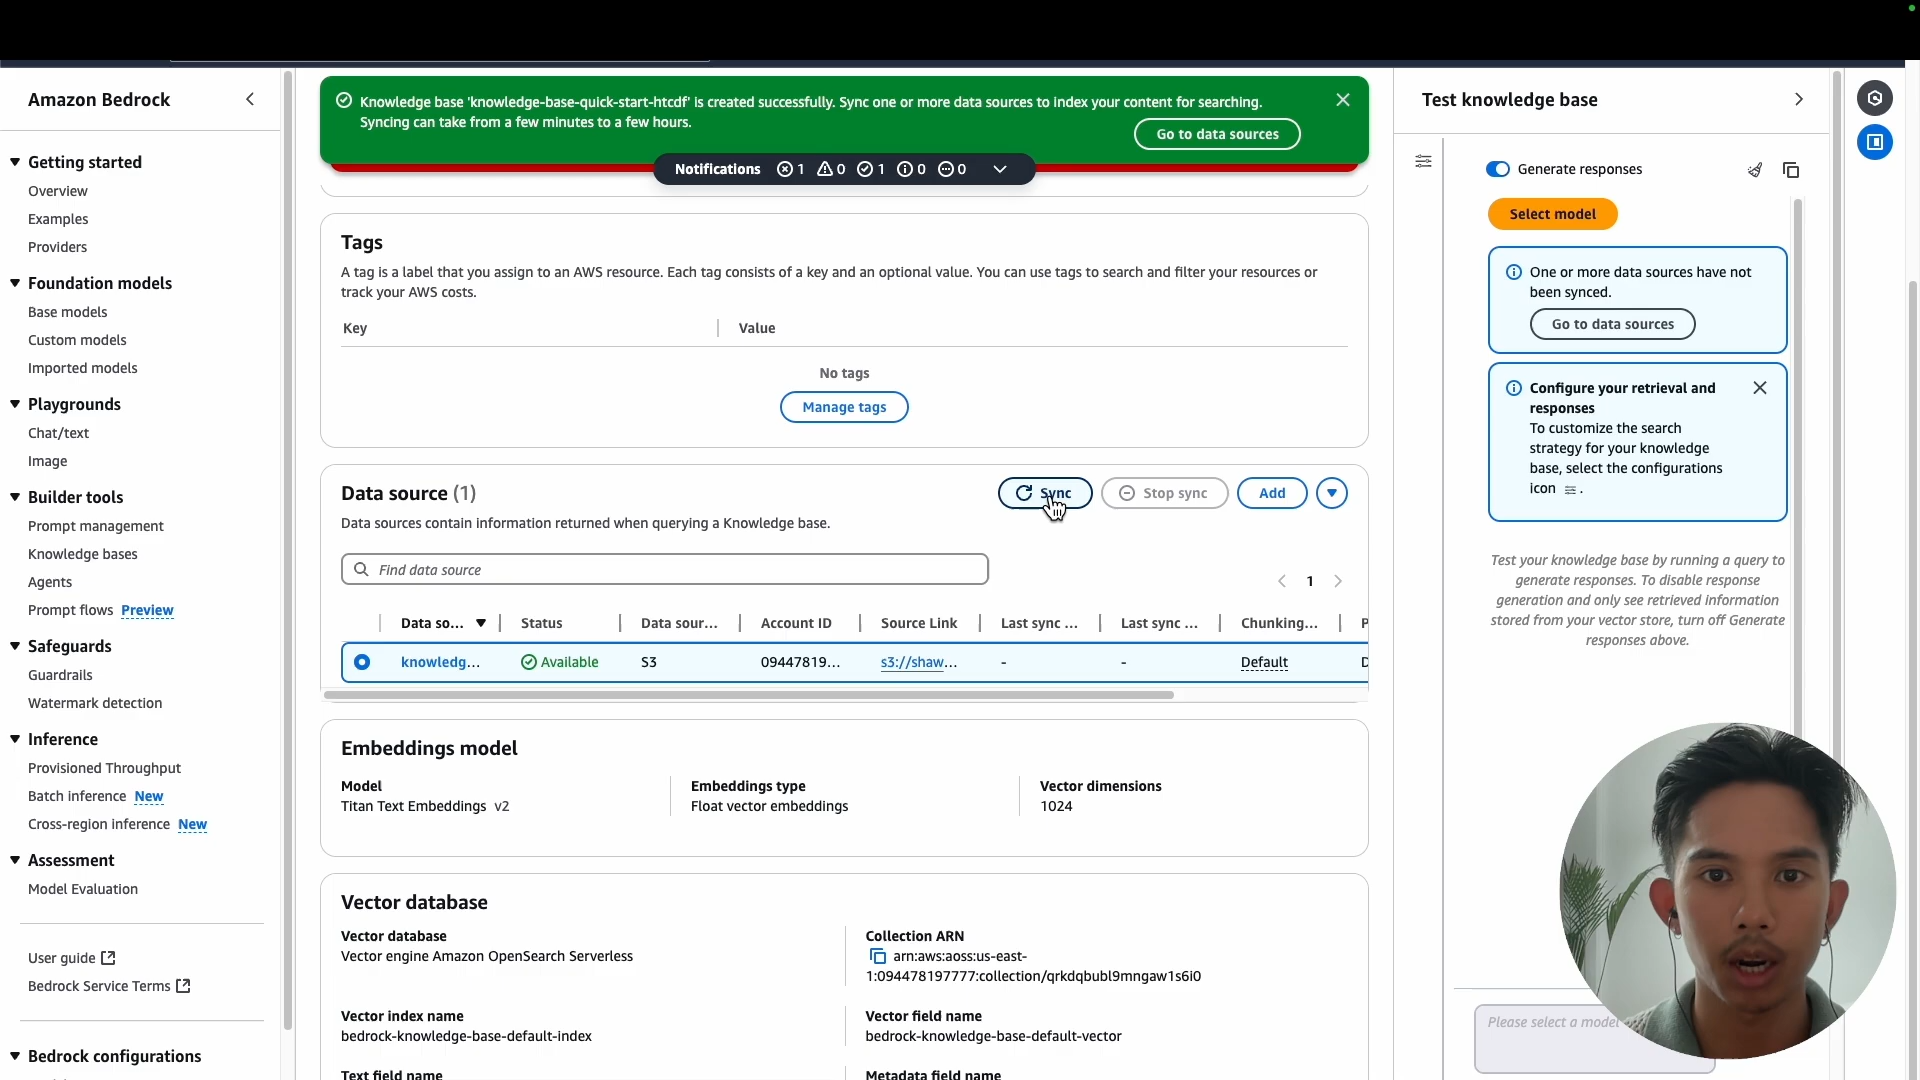 Amazon Bedrock
Getting started
Overview
Examples
Providers
Foundation models
Base models
Custom models
Imported models
Playgrounds
Chat/text
Image
Builder tools
Prompt management
Knowledge bases
Agents
Prompt flows Preview
Safeguards
Guardrails
Watermark detection
Inference
Provisioned Throughput
Batch inference New
Cross-region inference New
Assessment
Model Evaluation
User guide
Bedrock Service Terms
Bedrock configurations
Knowledge base 'knowledge-base-quick-start-htcdf' is created successfully. Sync one or more data sources to index your content for searching.
Syncing can take from a few minutes to a few hours.
Go to data sources
Notifications 1 0 1 0 0
Tags
A tag is a label that you assign to an AWS resource. Each tag consists of a key and an optional value. You can use tags to search and filter your resources or
track your AWS costs.
Key Value
No tags
Manage tags
Data source (1)
Sync Stop sync Add
Data sources contain information returned when querying a Knowledge base.
Find data source
1
Data so... Status Data sour... Account ID Source Link Last sync ... Last sync ... Chunking... P
knowledg... Available S3 09447819... s3://shaw... - - Default D
Embeddings model
Model Embeddings type Vector dimensions
Titan Text Embeddings v2 Float vector embeddings 1024
Vector database
Vector database Collection ARN
Vector engine Amazon OpenSearch Serverless arn:aws:aoss:us-east-
1:094478197777:collection/qrkdqbubl9mngaw1s6i0
Vector index name Vector field name
bedrock-knowledge-base-default-index bedrock-knowledge-base-default-vector
Text field name Metadata field name
Test knowledge base
Generate responses
Select model
One or more data sources have not
been synced.
Go to data sources
Configure your retrieval and
responses
To customize the search
strategy for your knowledge
base, select the configurations
icon .
Test your knowledge base by running a query to
generate responses. To disable response
generation and only see retrieved information
stored from your vector store, turn off Generate
responses above.
Please select a model